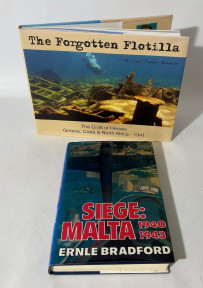 The Forgotten Flotilla
The Craft of Heroes
Greece, Crete & North Africa - 1941
SIEGE:
MALTA 1940
1943
ERNLE BRADFORD